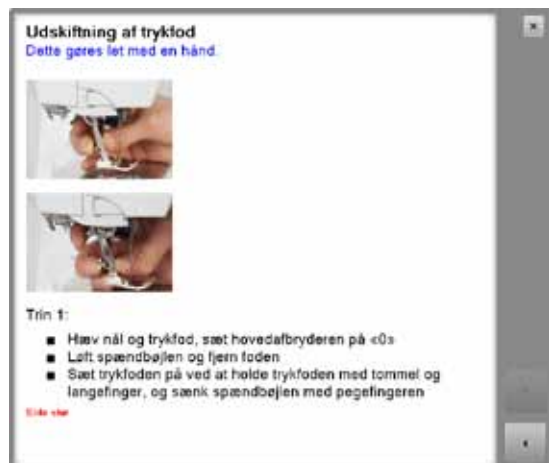 Udskiftning af trykfod
Dette gøres let med en hånd.
Trin 1:
Hæv nål og trykfod, sæt hovedafbryderen på «0»
Løft spændbøjlen og fjern foden
Sæt trykfoden på ved at holde trykfoden med tommel og
langefinger, og sænk spændbøjlen med pegefingeren